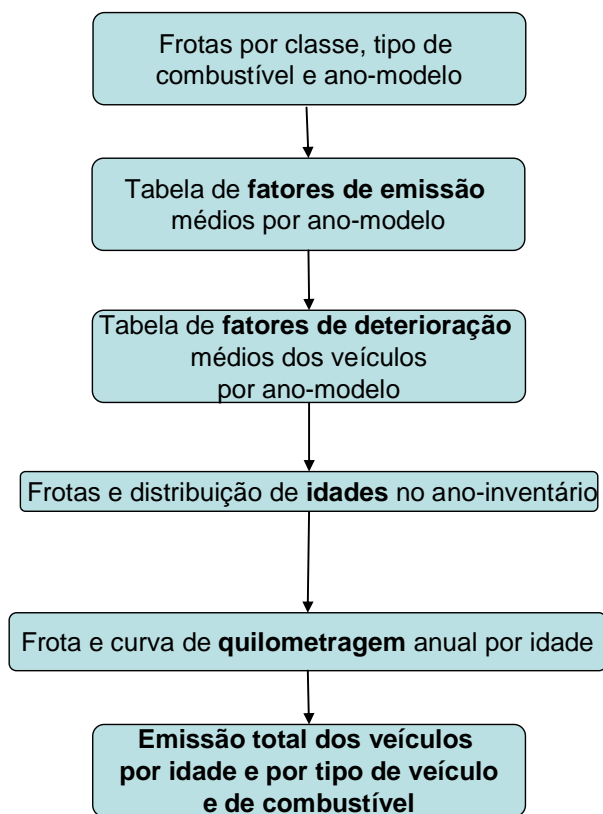 Frotas por classe, tipo de
combustível e ano-modelo
Tabela de fatores de emissão
médios por ano-modelo
Tabela de fatores de deterioração
médios dos veículos
por ano-modelo
Frotas e distribuição de idades no ano-inventário
Frota e curva de quilometragem anual por idade
Emissão total dos veículos
por idade e por tipo de veículo
e de combustível